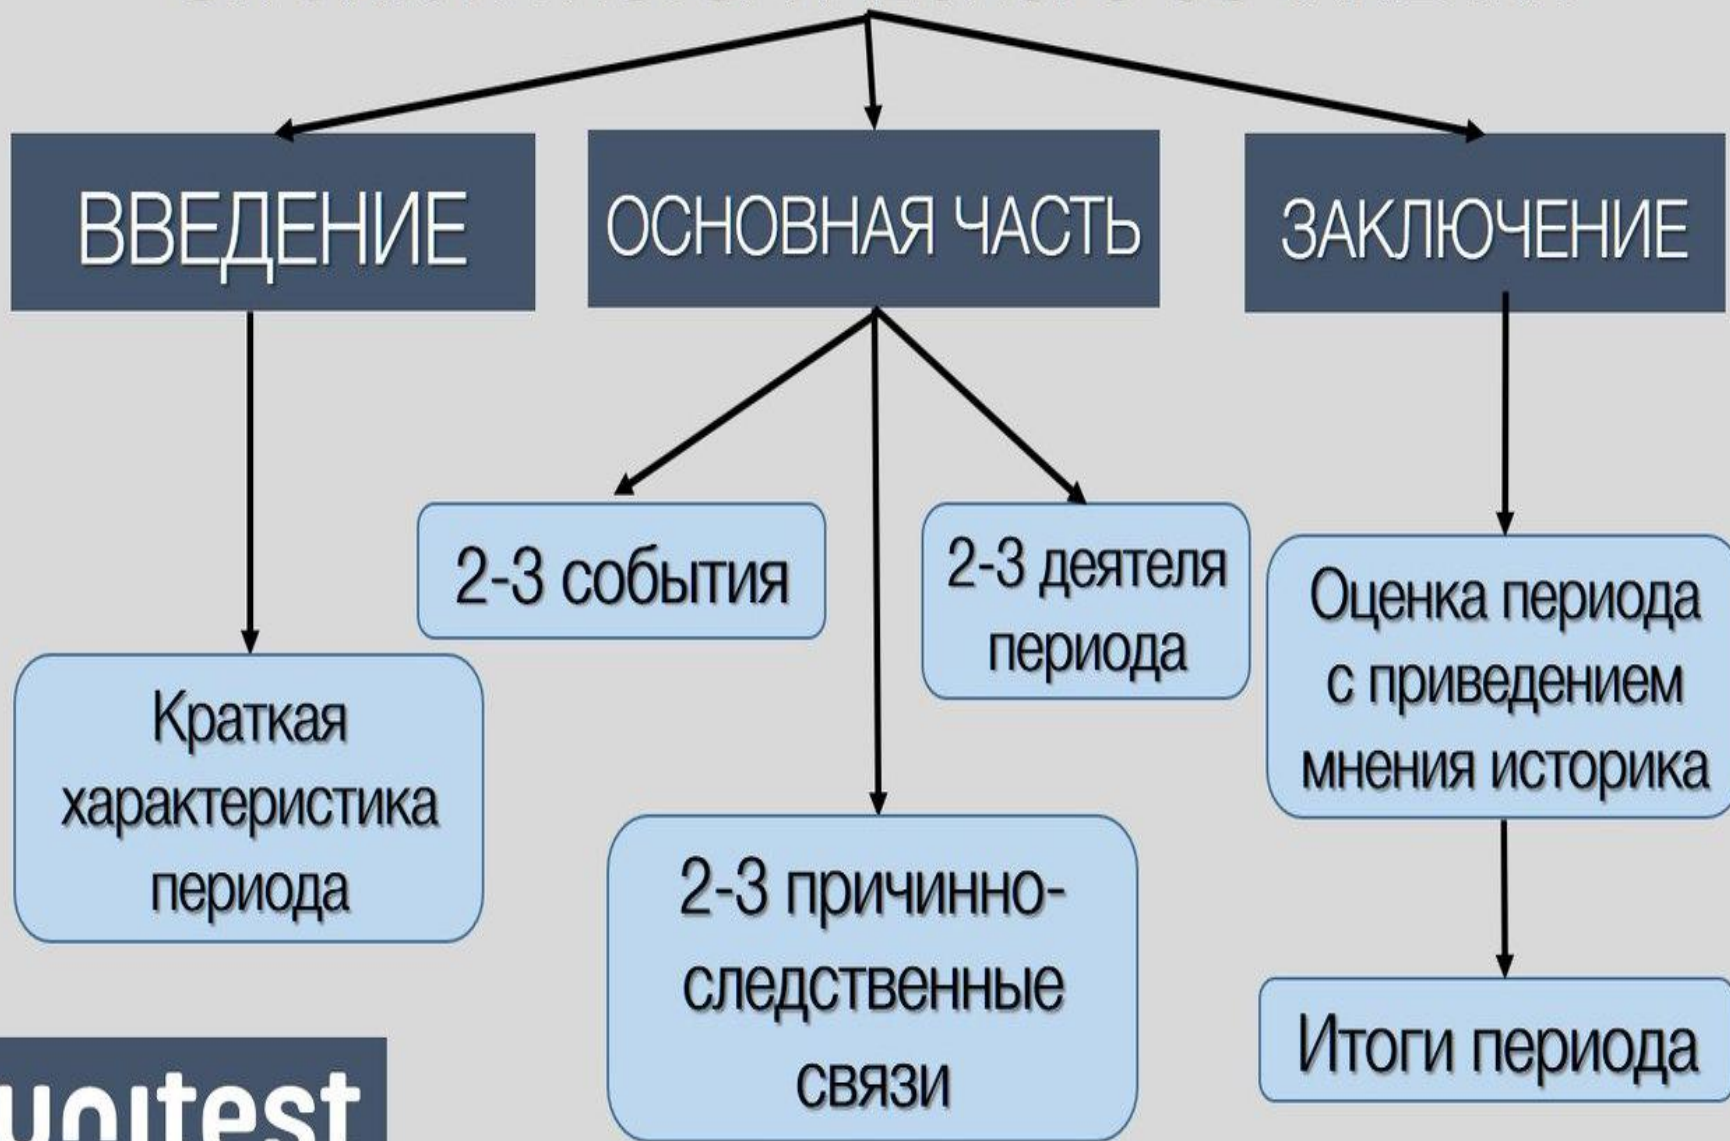 ВВЕДЕНИЕ
ОСНОВНАЯ ЧАСТЬ
ЗАКЛЮЧЕНИЕ
2-3 события
2-3 деятеля
периода
Оценка периода
с приведением
мнения историка
Краткая
характеристика
периода
2-3 причинно-
следственные
связи
Итоги периода
unitest